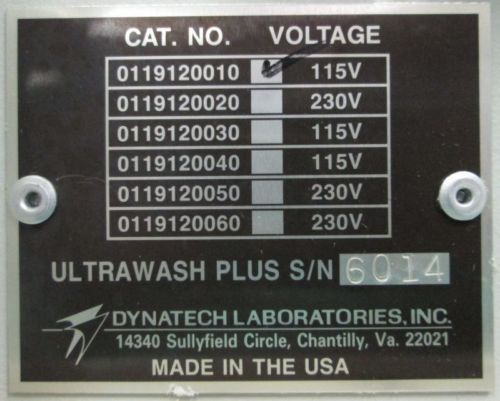 CAT. NO. VOLTAGE
0119120010 115V
0119120020 230V
0119120030 115V
0119120040 115V
0119120050 230V
0119120060 230V
ULTRAWASH PLUS S/N 6014
DYNATECH LABORATORIES, INC.
14340 Sullyfield Circle, Chantilly, Va. 22021
MADE IN THE USA